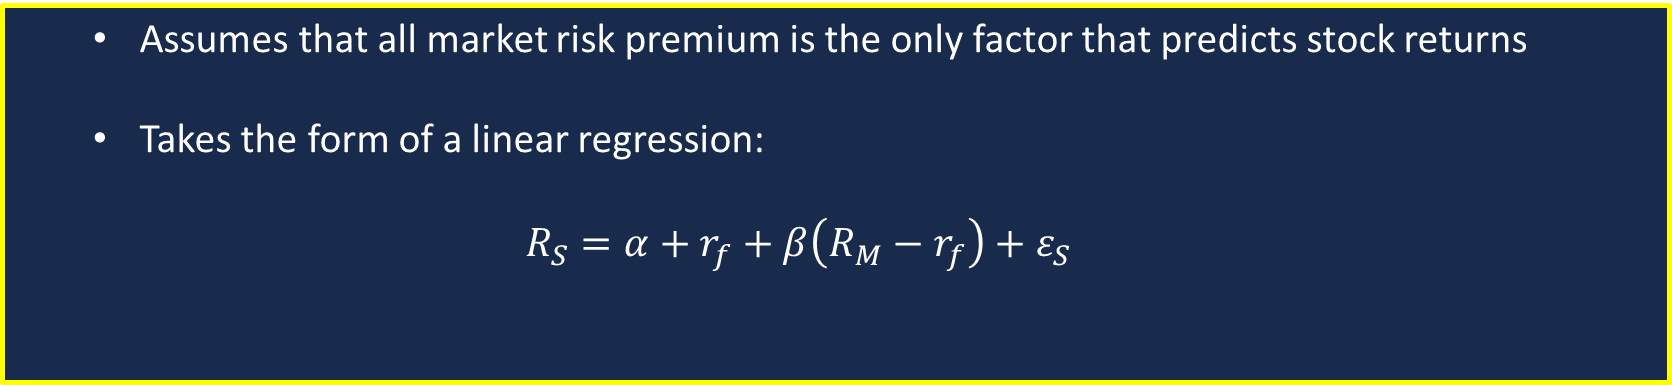 • Assumes that all market risk premium is the only factor that predicts stock returns
• Takes the form of a linear regression:
R_S = α + r_f + β(R_M − r_f) + ε_S